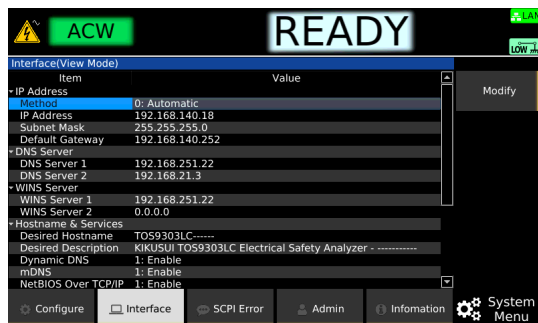 ACW
READY
LAN
LOW
Interface(View Mode)
Item Value
IP Address
Method 0: Automatic
IP Address 192.168.140.18
Subnet Mask 255.255.255.0
Default Gateway 192.168.140.252
DNS Server
DNS Server 1 192.168.251.22
DNS Server 2 192.168.21.3
WINS Server
WINS Server 1 192.168.251.22
WINS Server 2 0.0.0.0
Hostname & Services
Desired Hostname TOS9303LC------
Desired Description KIKUSUI TOS9303LC Electrical Safety Analyzer - -----------
Dynamic DNS 1: Enable
mDNS 1: Enable
NetBIOS Over TCP/IP 1: Enable
Modify
Configure Interface SCPI Error Admin Infomation
System
Menu